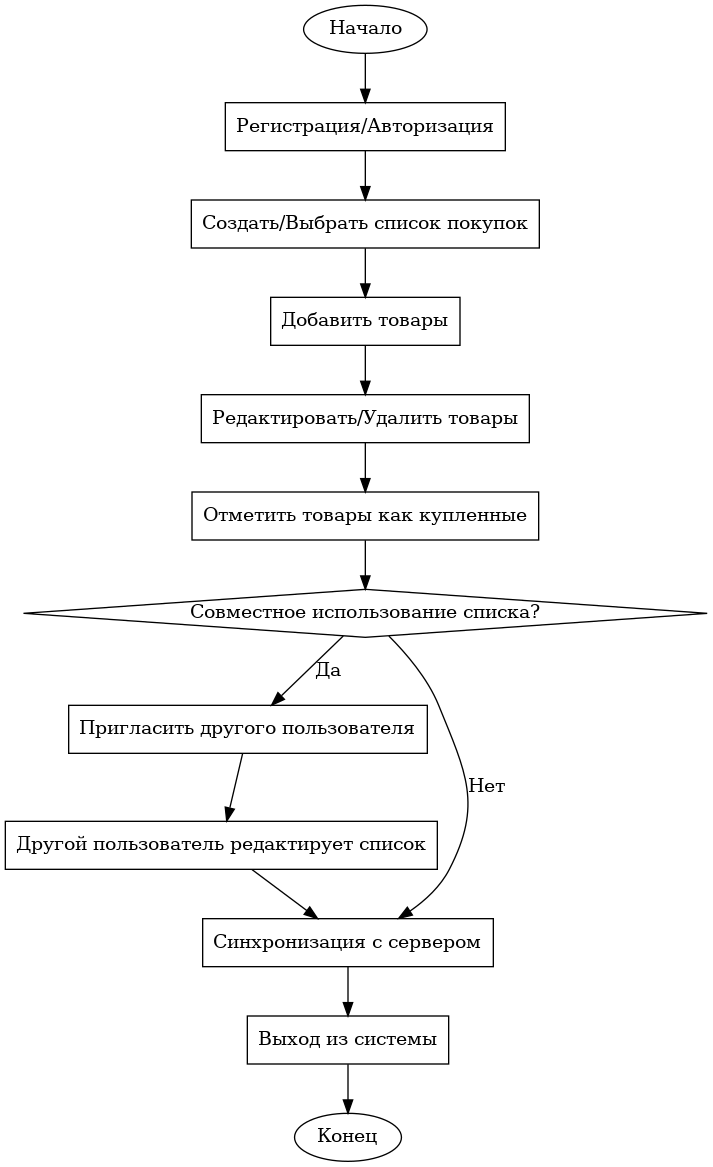 Начало
Регистрация/Авторизация
Создать/Выбрать список покупок
Добавить товары
Редактировать/Удалить товары
Отметить товары как купленные
Совместное использование списка?
Да
Пригласить другого пользователя
Нет
Другой пользователь редактирует список
Синхронизация с сервером
Выход из системы
Конец